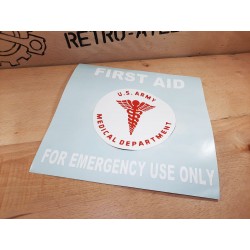 RETRO-ATE
FIRST AID
U.S. ARMY
MEDICAL DEPARTMENT
FOR EMERGENCY USE ONLY